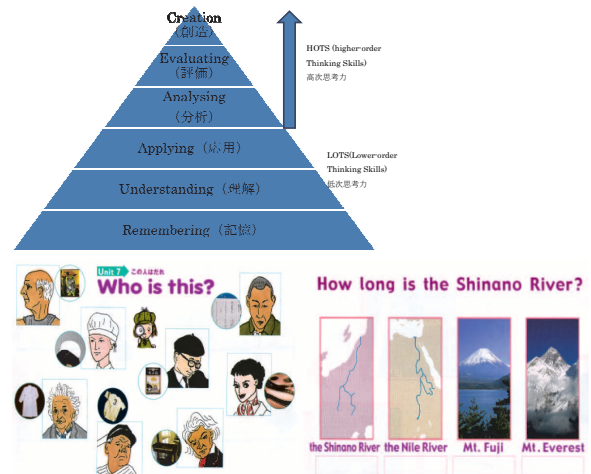 Creation
（創造）
Evaluating
（評価）
Analysing
（分析）
Applying（応用）
Understanding（理解）
Remembering（記憶）
HOTS (higher-order
Thinking Skills)
高次思考力
LOTS(Lower-order
Thinking Skills)
低次思考力
Unit 7 この人はだれ
Who is this?
How long is the Shinano River?
the Shinano River the Nile River Mt. Fuji Mt. Everest